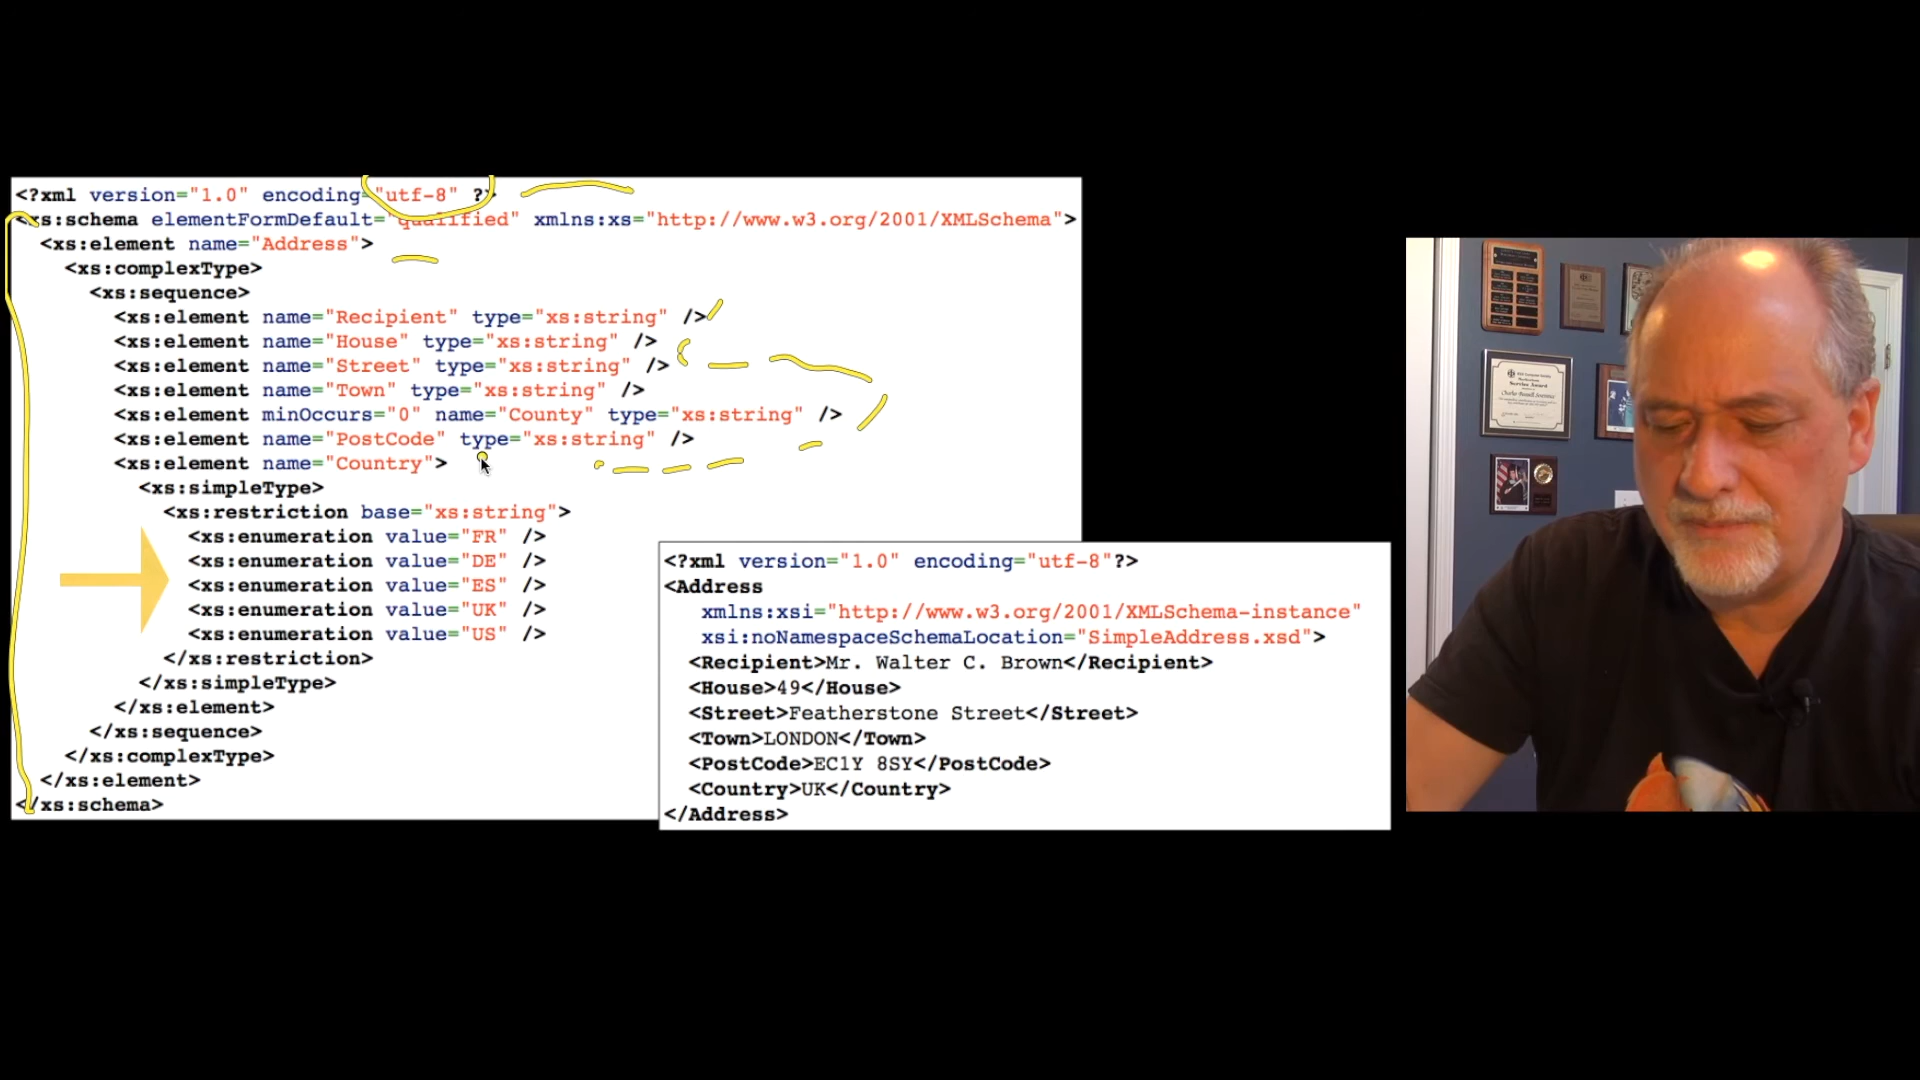 <?xml version="1.0" encoding="utf-8" ?>
<xs:schema elementFormDefault="qualified" xmlns:xs="http://www.w3.org/2001/XMLSchema">
<xs:element name="Address">
<xs:complexType>
<xs:sequence>
<xs:element name="Recipient" type="xs:string" />
<xs:element name="House" type="xs:string" />
<xs:element name="Street" type="xs:string" />
<xs:element name="Town" type="xs:string" />
<xs:element minOccurs="0" name="County" type="xs:string" />
<xs:element name="PostCode" type="xs:string" />
<xs:element name="Country">
<xs:simpleType>
<xs:restriction base="xs:string">
<xs:enumeration value="FR" />
<xs:enumeration value="DE" />
<xs:enumeration value="ES" />
<xs:enumeration value="UK" />
<xs:enumeration value="US" />
</xs:restriction>
</xs:simpleType>
</xs:element>
</xs:sequence>
</xs:complexType>
</xs:element>
</xs:schema>
<?xml version="1.0" encoding="utf-8"?>
<Address
xmlns:xsi="http://www.w3.org/2001/XMLSchema-instance"
xsi:noNamespaceSchemaLocation="SimpleAddress.xsd">
<Recipient>Mr. Walter C. Brown</Recipient>
<House>49</House>
<Street>Featherstone Street</Street>
<Town>LONDON</Town>
<PostCode>EC1Y 8SY</PostCode>
<Country>UK</Country>
</Address>
Service Award